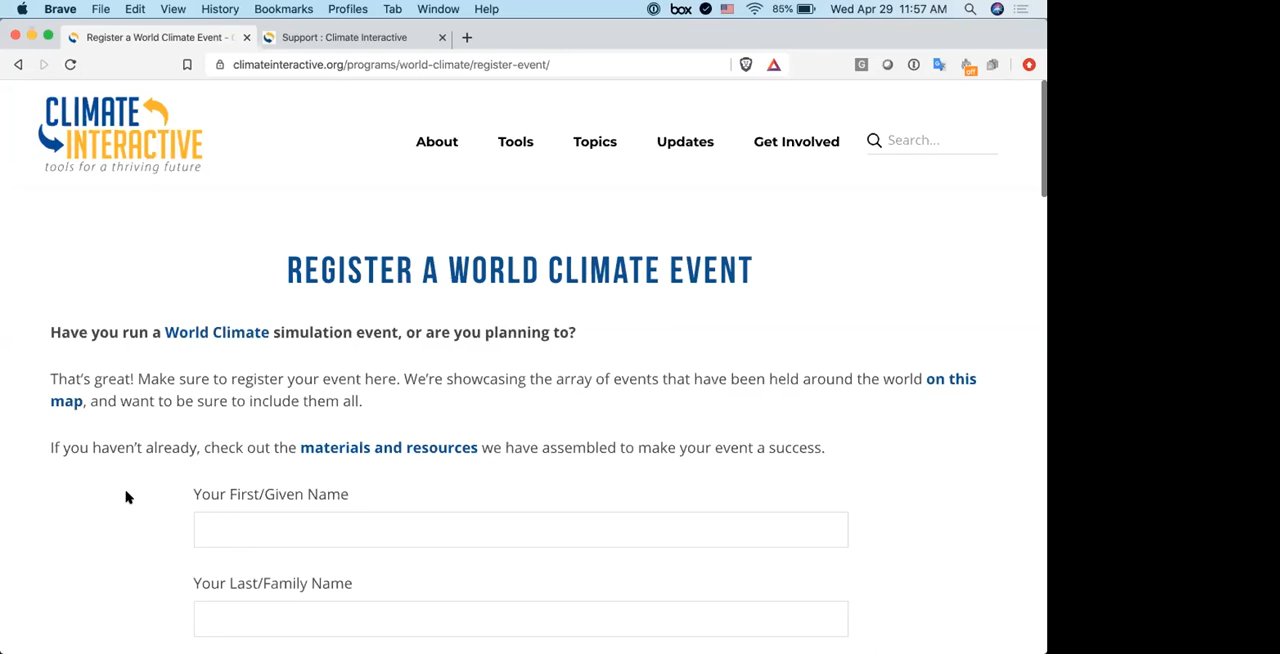 Brave File Edit View History Bookmarks Profiles Tab Window Help box 85% Wed Apr 29 11:57 AM
Register a World Climate Event - Support : Climate Interactive
climateinteractive.org/programs/world-climate/register-event/ G off
CLIMATE
INTERACTIVE
tools for a thriving future
About Tools Topics Updates Get Involved Search...
REGISTER A WORLD CLIMATE EVENT
Have you run a World Climate simulation event, or are you planning to?
That's great! Make sure to register your event here. We're showcasing the array of events that have been held around the world on this
map, and want to be sure to include them all.
If you haven't already, check out the materials and resources we have assembled to make your event a success.
Your First/Given Name
Your Last/Family Name